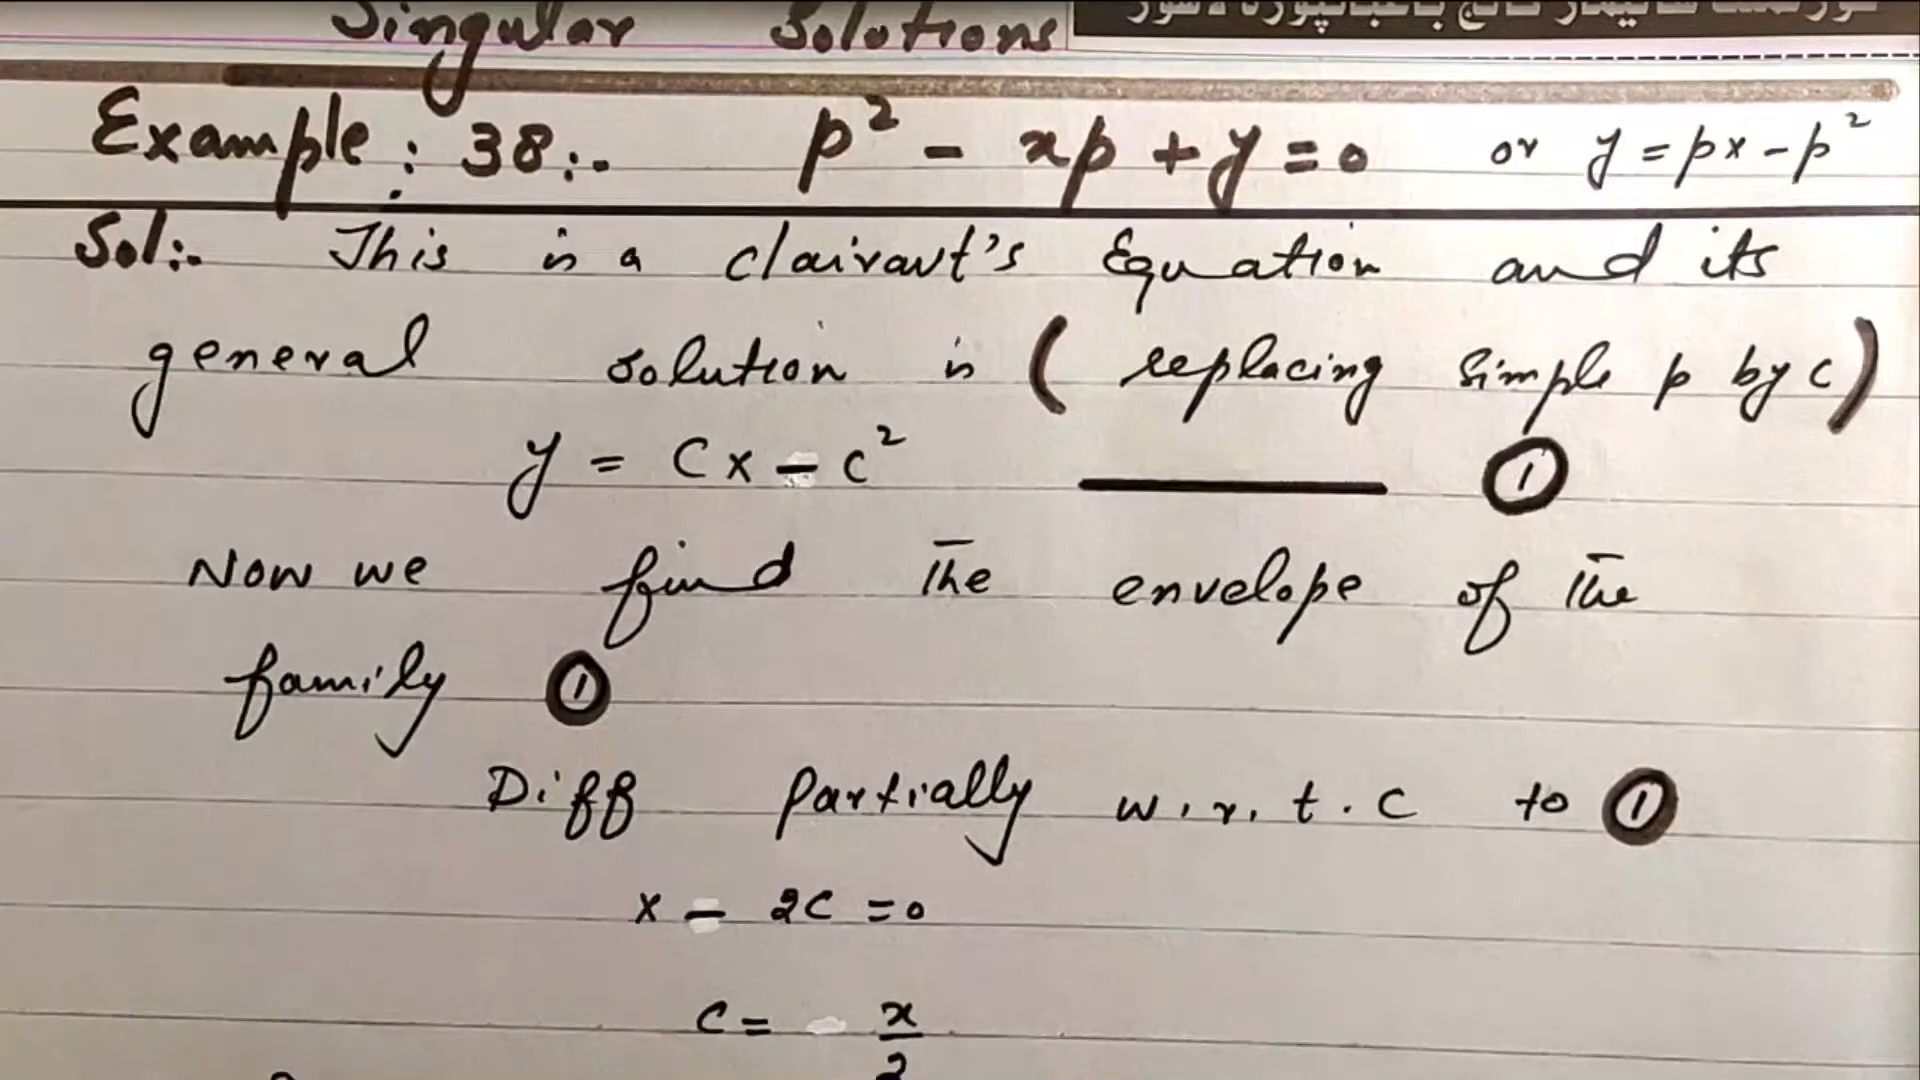 Singular Solutions
Example : 38:- p² - xp + y = 0 or y = px - p²
Sol:- This is a clairaut's Equation and its
general solution is ( replacing simple p by c )
y = cx - c² ——— ①
Now we find the envelope of the
family ①
Diff Partially w.r.t. c to ①
x - 2c = 0
c = x/2